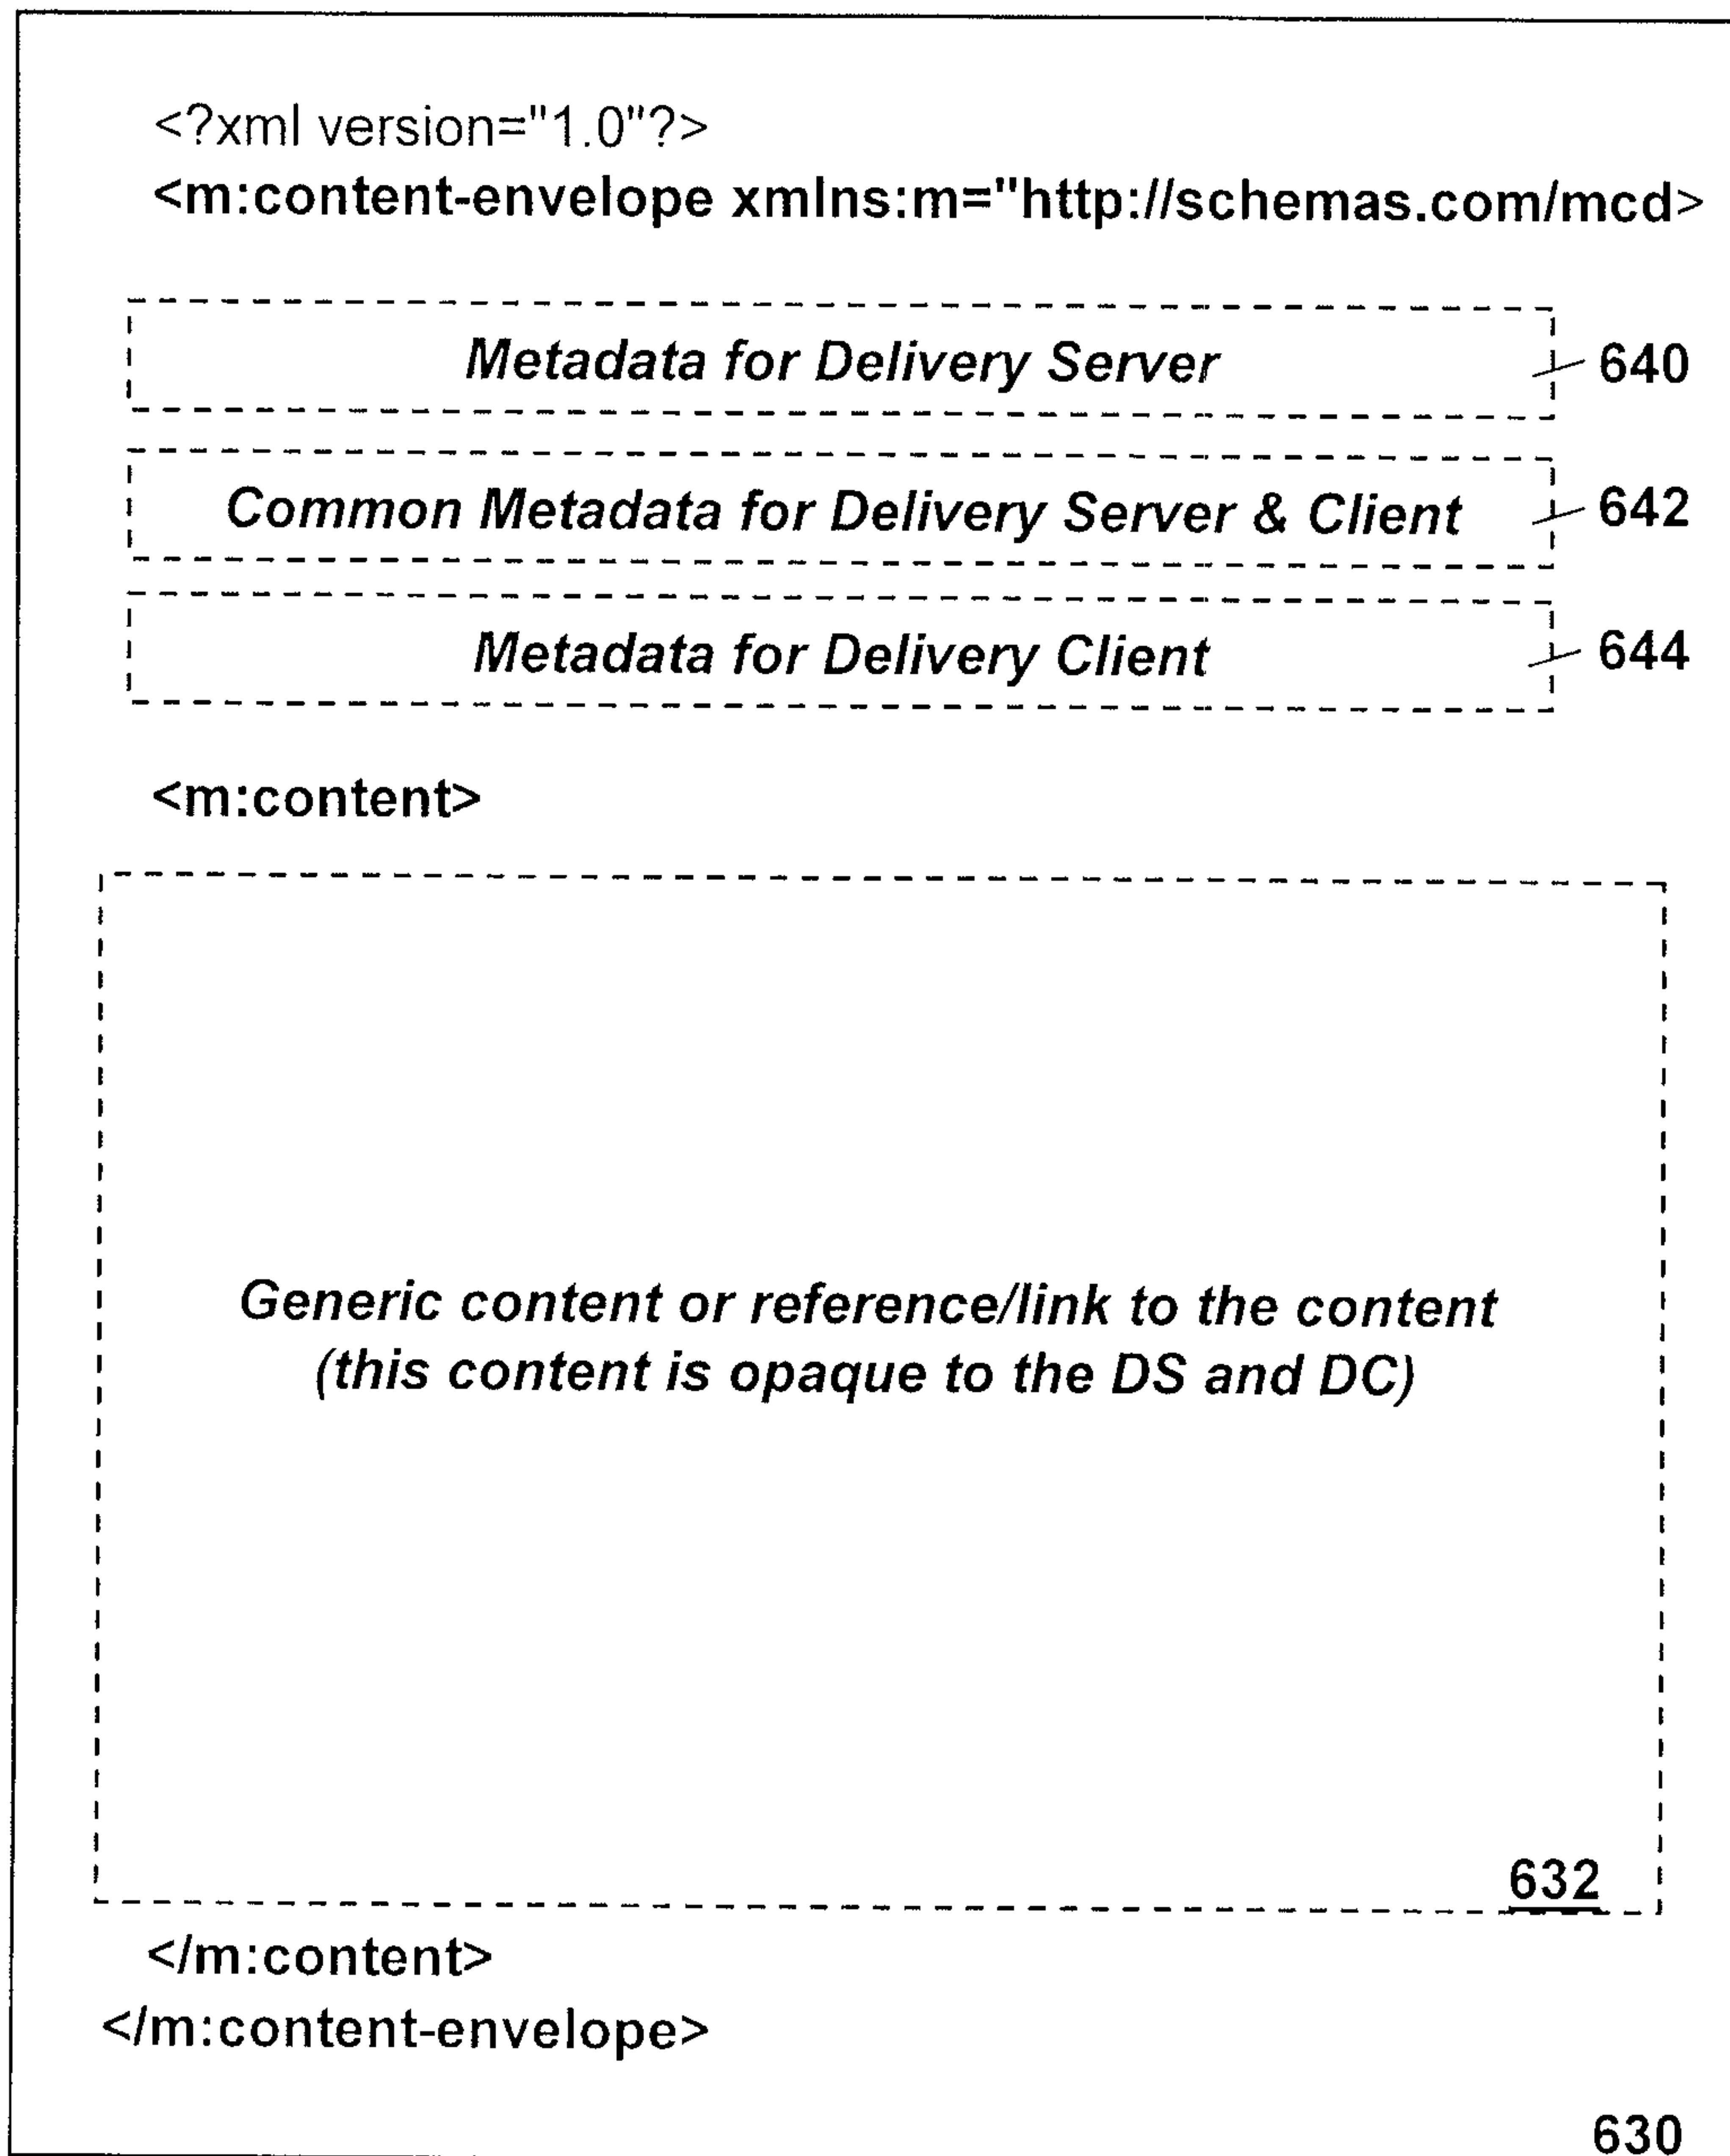 <?xml version="1.0"?>
<m:content-envelope xmlns:m="http://schemas.com/mcd>
Metadata for Delivery Server
640
Common Metadata for Delivery Server & Client
642
Metadata for Delivery Client
644
<m:content>
Generic content or reference/link to the content
(this content is opaque to the DS and DC)
632
</m:content>
</m:content-envelope>
630